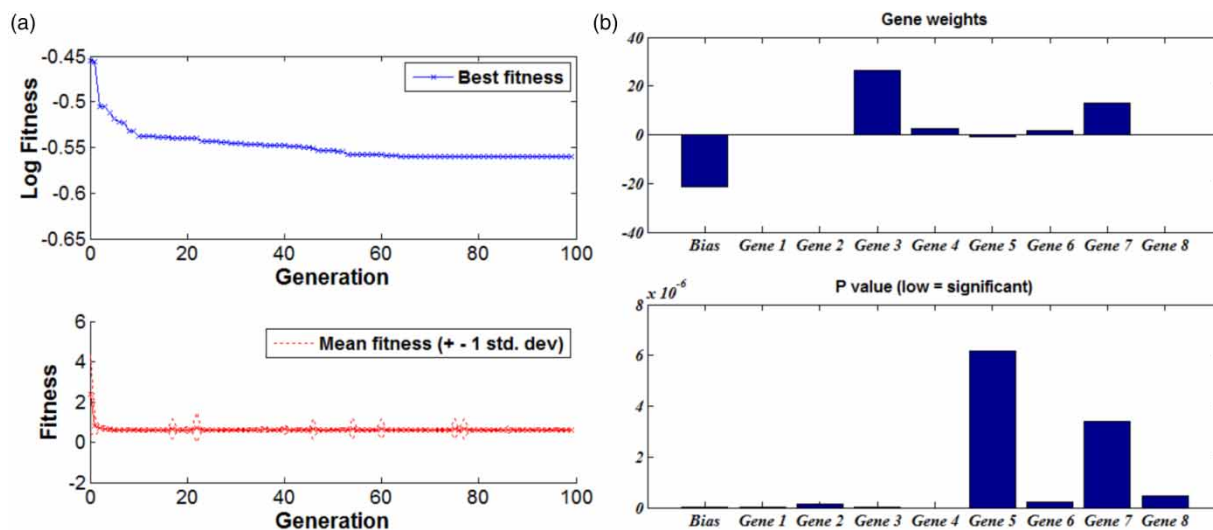 (a)
-0.45
-0.5
-0.55
-0.6
-0.65
Log Fitness
Best fitness
0 20 40 60 80 100
Generation
6
4
2
0
-2
Fitness
Mean fitness (+ - 1 std. dev)
0 20 40 60 80 100
Generation
(b)
Gene weights
40
20
0
-20
-40
Bias Gene 1 Gene 2 Gene 3 Gene 4 Gene 5 Gene 6 Gene 7 Gene 8
P value (low = significant)
x 10^-6
8
6
4
2
0
Bias Gene 1 Gene 2 Gene 3 Gene 4 Gene 5 Gene 6 Gene 7 Gene 8